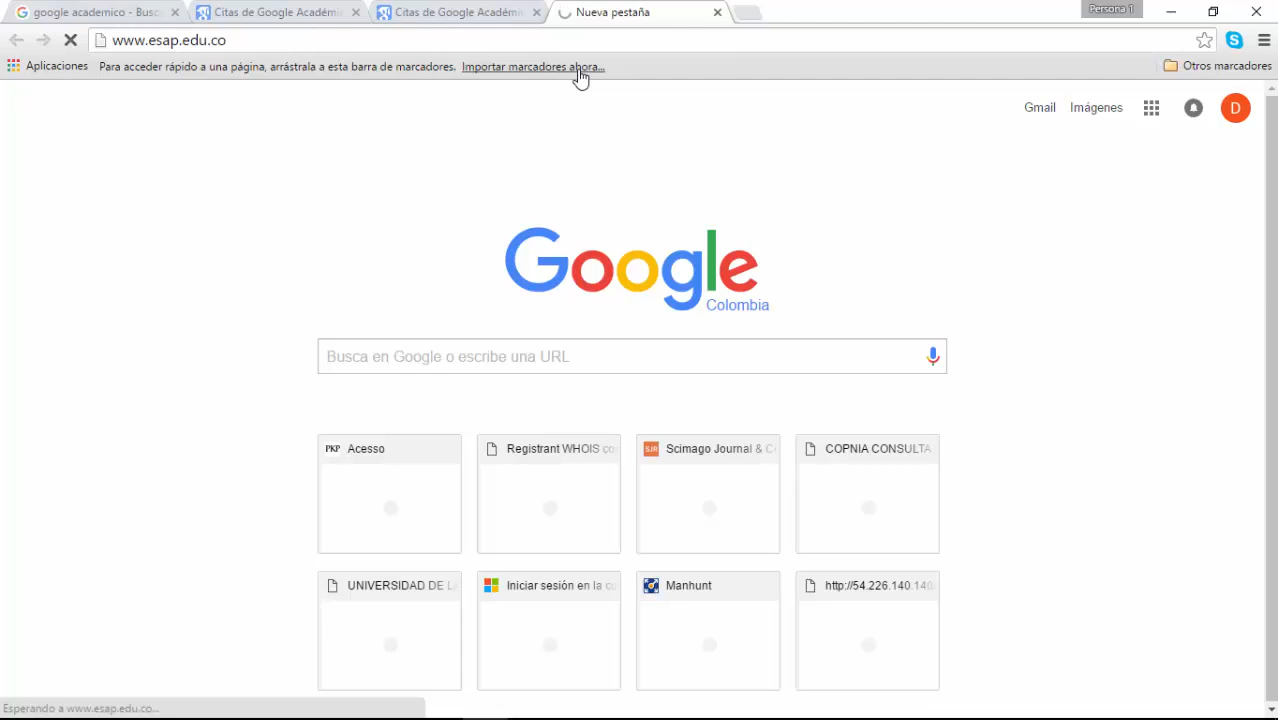 google academico - Busc
Citas de Google Académi
Citas de Google Académi
Nueva pestaña
Persona 1
www.esap.edu.co
Aplicaciones
Para acceder rápido a una página, arrástrala a esta barra de marcadores. Importar marcadores ahora...
Otros marcadores
Gmail Imágenes
D
Google
Colombia
Busca en Google o escribe una URL
PKP Acesso
Registrant WHOIS co
SJR Scimago Journal & C
COPNIA CONSULTA
UNIVERSIDAD DE L
Iniciar sesión en la cu
Manhunt
http://54.226.140.140
Esperando a www.esap.edu.co...